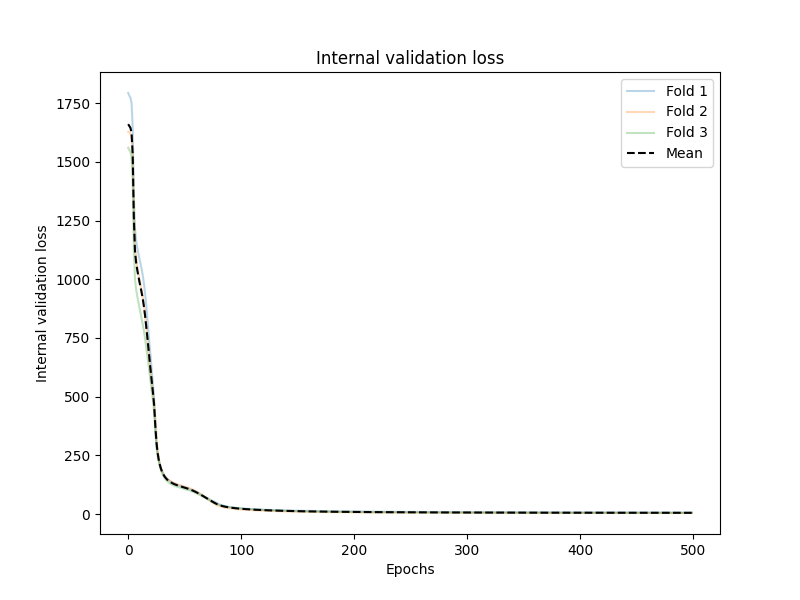 Internal validation loss
Fold 1
Fold 2
Fold 3
Mean
Internal validation loss
1750
1500
1250
1000
750
500
250
0
0 100 200 300 400 500
Epochs